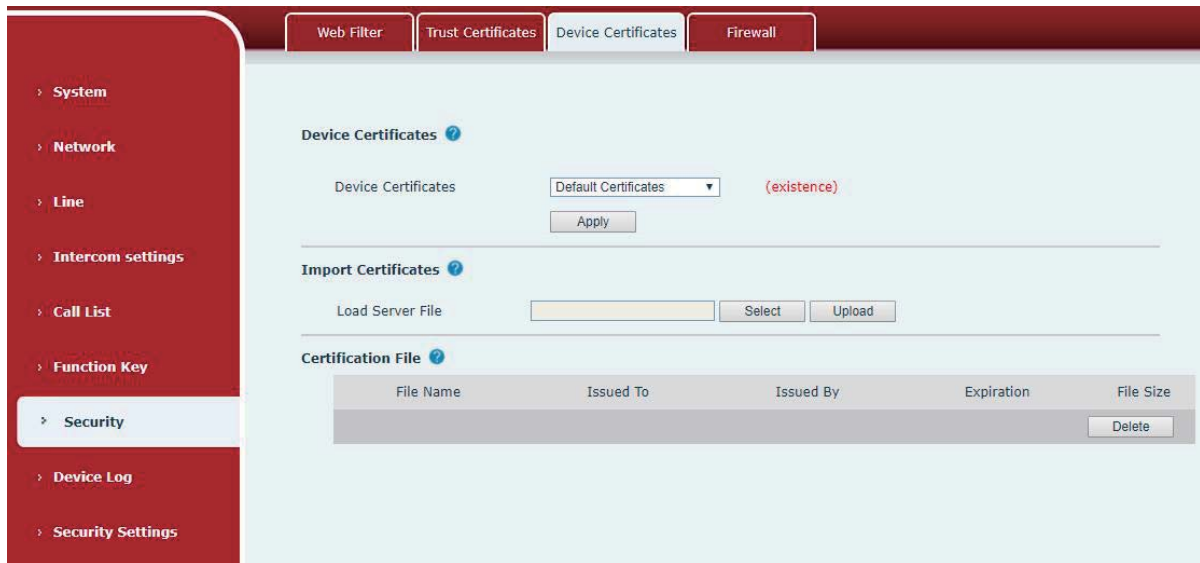 Web Filter Trust Certificates Device Certificates Firewall
System
Network
Line
Intercom settings
Call List
Function Key
Security
Device Log
Security Settings
Device Certificates
Device Certificates Default Certificates (existence)
Apply
Import Certificates
Load Server File Select Upload
Certification File
File Name Issued To Issued By Expiration File Size
Delete